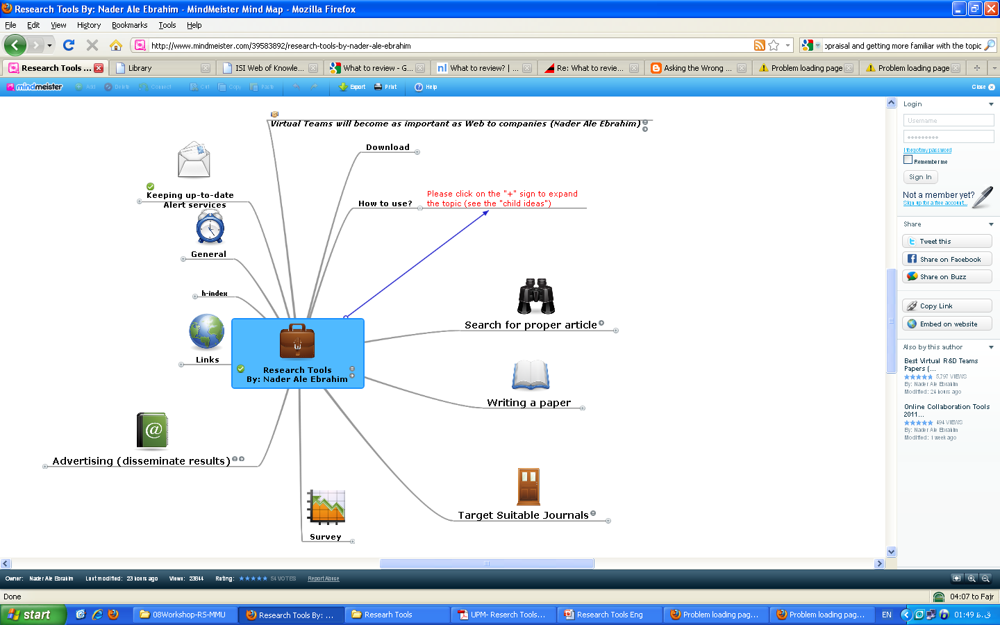 Research Tools By: Nader Ale Ebrahim - MindMeister Mind Map - Mozilla Firefox
File Edit View History Bookmarks Tools Help
http://www.mindmeister.com/39583892/research-tools-by-nader-ale-ebrahim
opraisal and getting more familiar with the topic
Research Tools ...
Library
ISI Web of Knowle...
What to review - G...
What to review? | ...
Re: What to revie...
Asking the Wrong ...
Problem loading page
Problem loading page
mindmeister Add Delete Connect Cut Copy Paste Export Print Help Close
Virtual Teams will become as important as Web to companies (Nader Ale Ebrahim)
Download
Keeping up-to-date
Alert services
How to use?
Please click on the "+" sign to expand
the topic (see the "child ideas")
General
h-index
Links
Research Tools
By: Nader Ale Ebrahim
Search for proper article
Writing a paper
Advertising (disseminate results)
Target Suitable Journals
Survey
Login
Username
I forgot my password
Remember me
Sign In
Not a member yet?
Sign up for a free account...
Share
Tweet this
Share on Facebook
Share on Buzz
Copy Link
Embed on website
Also by this author
Best Virtual R&D Teams
Papers (...
5,797 VIEWS
By: Nader Ale Ebrahim
Modified: 24 hours ago
Online Collaboration Tools
2011...
494 VIEWS
By: Nader Ale Ebrahim
Modified: 1 week ago
Owner: Nader Ale Ebrahim Last modified: 23 hours ago Views: 23844 Rating: 54 VOTES Report Abuse
Done
04:07 to Fajr
start
08Workshop-RS-MMU
Research Tools By: ...
Researh Tools
UPM- Reserch Tools...
Research Tools Eng
Problem loading pag...
Problem loading pag...
EN
01:49 ق.ظ